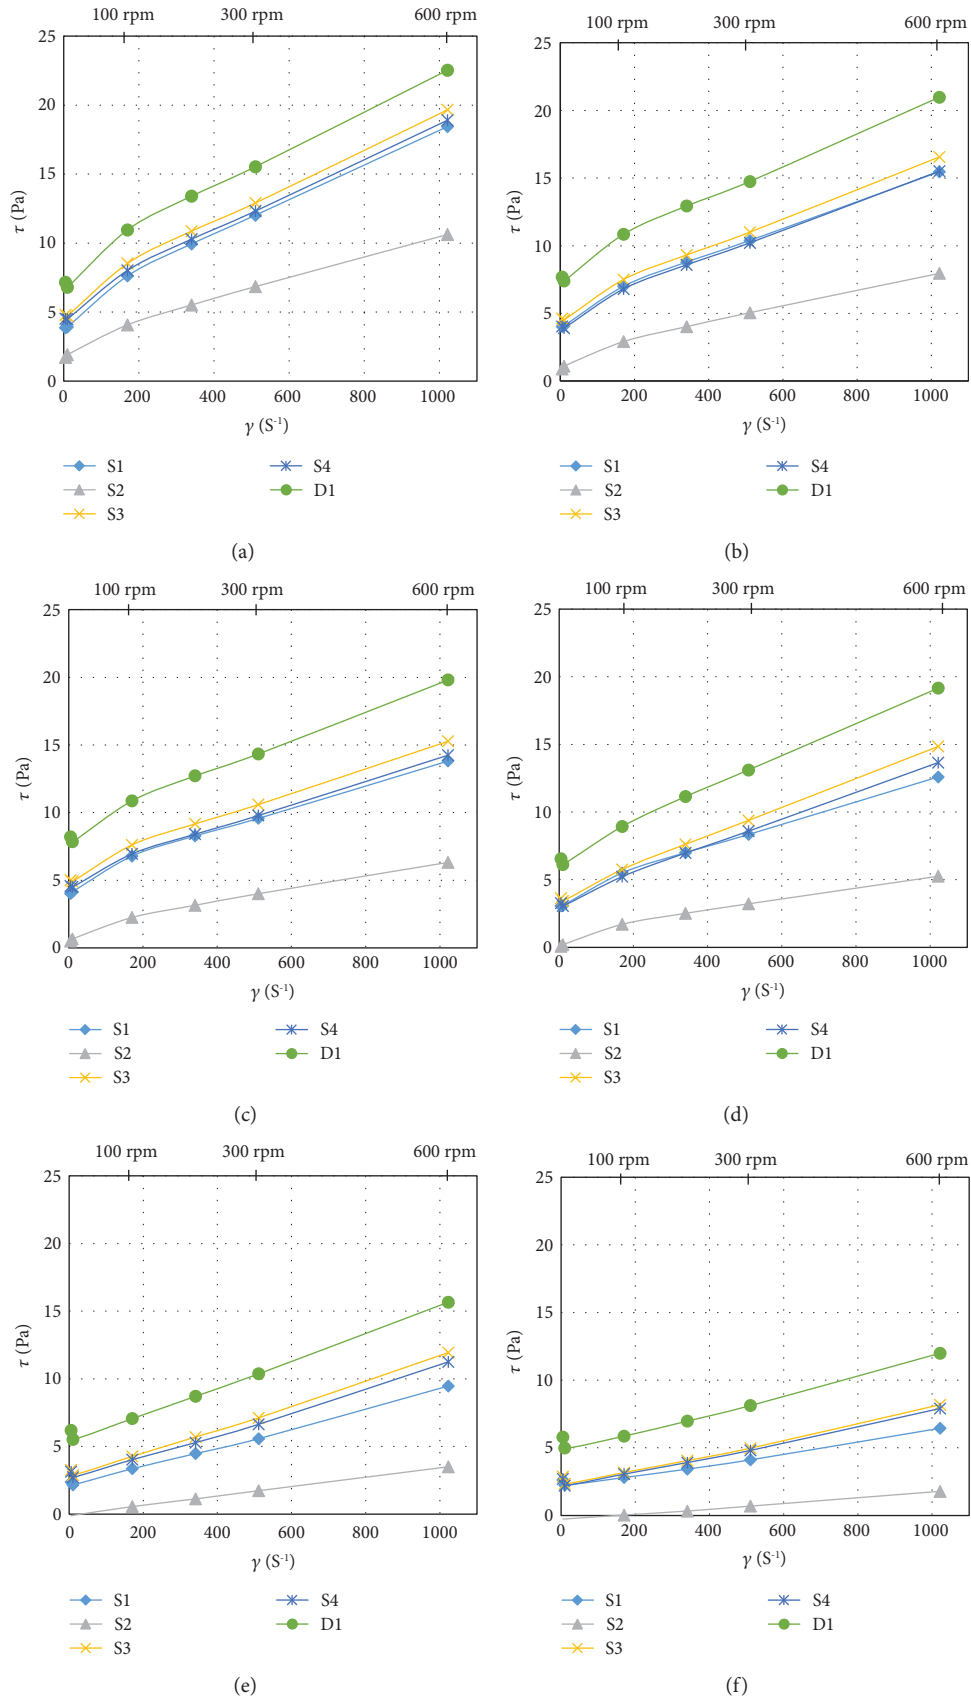 100 rpm 300 rpm 600 rpm
25
20
15
10
5
0
τ (Pa)
0 200 400 600 800 1000
γ (S-1)
S1 S4
S2 D1
S3
(a)
100 rpm 300 rpm 600 rpm
25
20
15
10
5
0
τ (Pa)
0 200 400 600 800 1000
γ (S-1)
S1 S4
S2 D1
S3
(b)
100 rpm 300 rpm 600 rpm
25
20
15
10
5
0
τ (Pa)
0 200 400 600 800 1000
γ (S-1)
S1 S4
S2 D1
S3
(c)
100 rpm 300 rpm 600 rpm
25
20
15
10
5
0
τ (Pa)
0 200 400 600 800 1000
γ (S-1)
S1 S4
S2 D1
S3
(d)
100 rpm 300 rpm 600 rpm
25
20
15
10
5
0
τ (Pa)
0 200 400 600 800 1000
γ (S-1)
S1 S4
S2 D1
S3
(e)
100 rpm 300 rpm 600 rpm
25
20
15
10
5
0
τ (Pa)
0 200 400 600 800 1000
γ (S-1)
S1 S4
S2 D1
S3
(f)